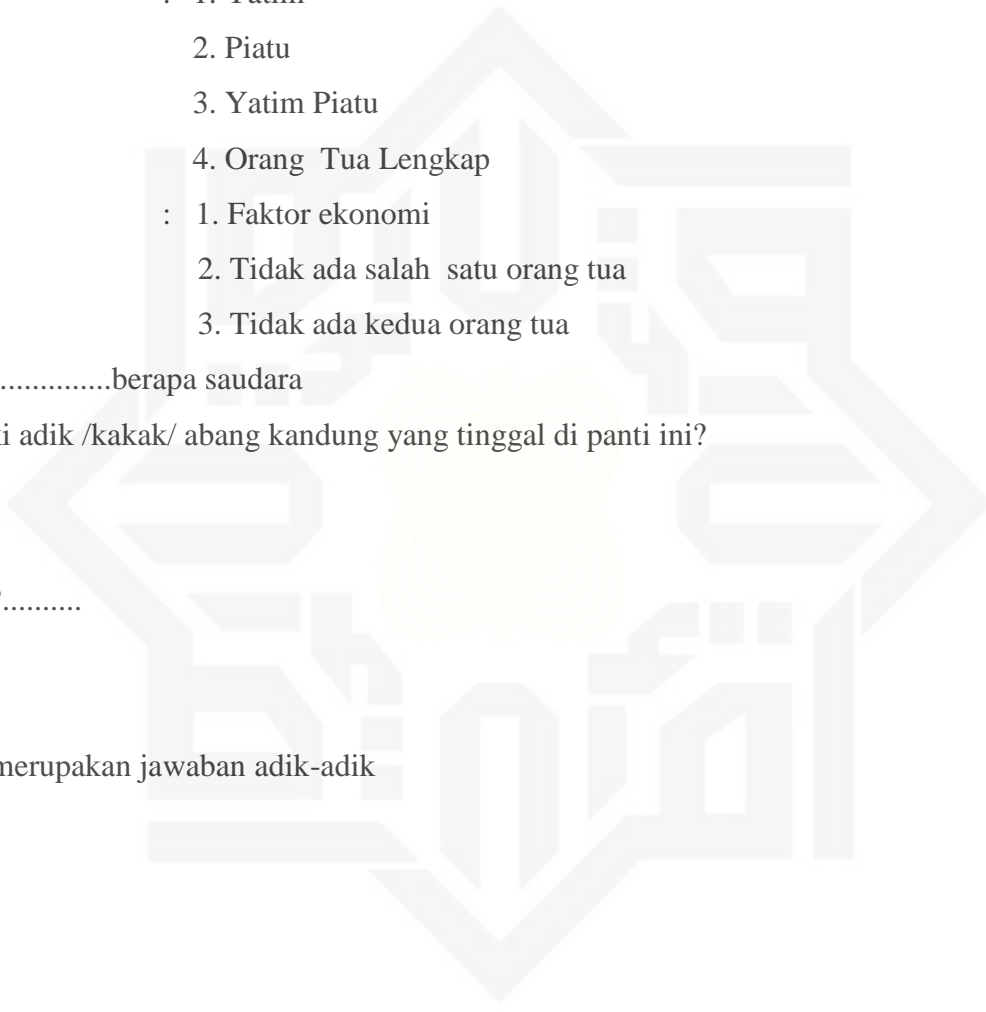 2. Piatu
3. Yatim Piatu
4. Orang Tua Lengkap
: 1. Faktor ekonomi
2. Tidak ada salah satu orang tua
3. Tidak ada kedua orang tua
..............berapa saudara
adik /kakak/ abang kandung yang tinggal di panti ini?
..........
merupakan jawaban adik-adik